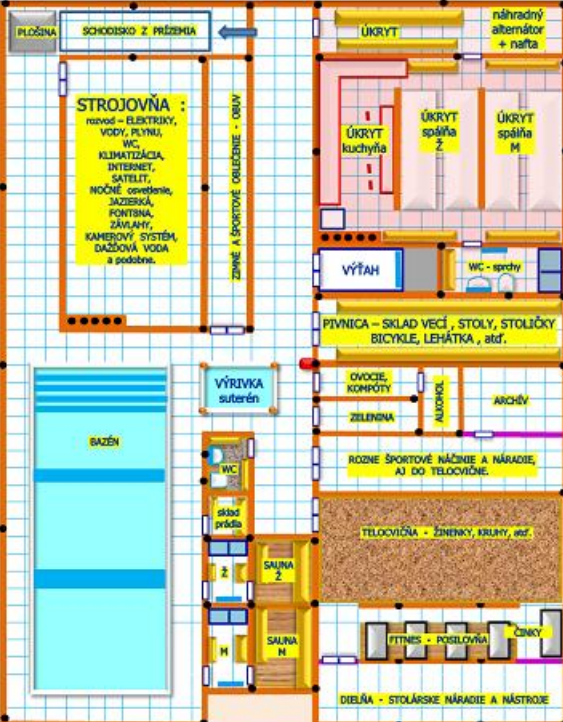 PLOŠINA
SCHODISKO Z PRÍZEMIA
ÚKRYT
náhradný
alternátor
+ nafta
STROJOVŇA :
rozvod – ELEKTRIKY,
VODY, PLYNU,
WC,
KLIMATIZÁCIA,
INTERNET,
SATELIT,
NOČNÉ osvetlenie,
JAZIERKÁ,
FONTÁNA,
ZÁVLAHY,
KAMEROVÝ SYSTÉM,
DAŽĎOVÁ VODA
a podobne.
ZIMNÉ A ŠPORTOVÉ OBLEČENIE - OBUV
ÚKRYT
kuchyňa
ÚKRYT
spálňa
Ž
ÚKRYT
spálňa
M
VÝŤAH
WC - sprchy
PIVNICA – SKLAD VECÍ , STOLY, STOLIČKY
BICYKLE, LEHÁTKA , atď.
VÝRIVKA
suterén
OVOCIE,
KOMPÓTY
ZELENINA
ALKOHOL
ARCHÍV
BAZÉN
ROZNE ŠPORTOVÉ NÁČINIE A NÁRADIE,
AJ DO TELOCVIČNE.
WC
sklad
prádla
TELOCVIČŇA - ŽINENKY, KRUHY, atď.
Ž
SAUNA
Ž
M
SAUNA
M
FITNES - POSILOVŇA
ČINKY
DIELŇA - STOLÁRSKE NÁRADIE A NÁSTROJE